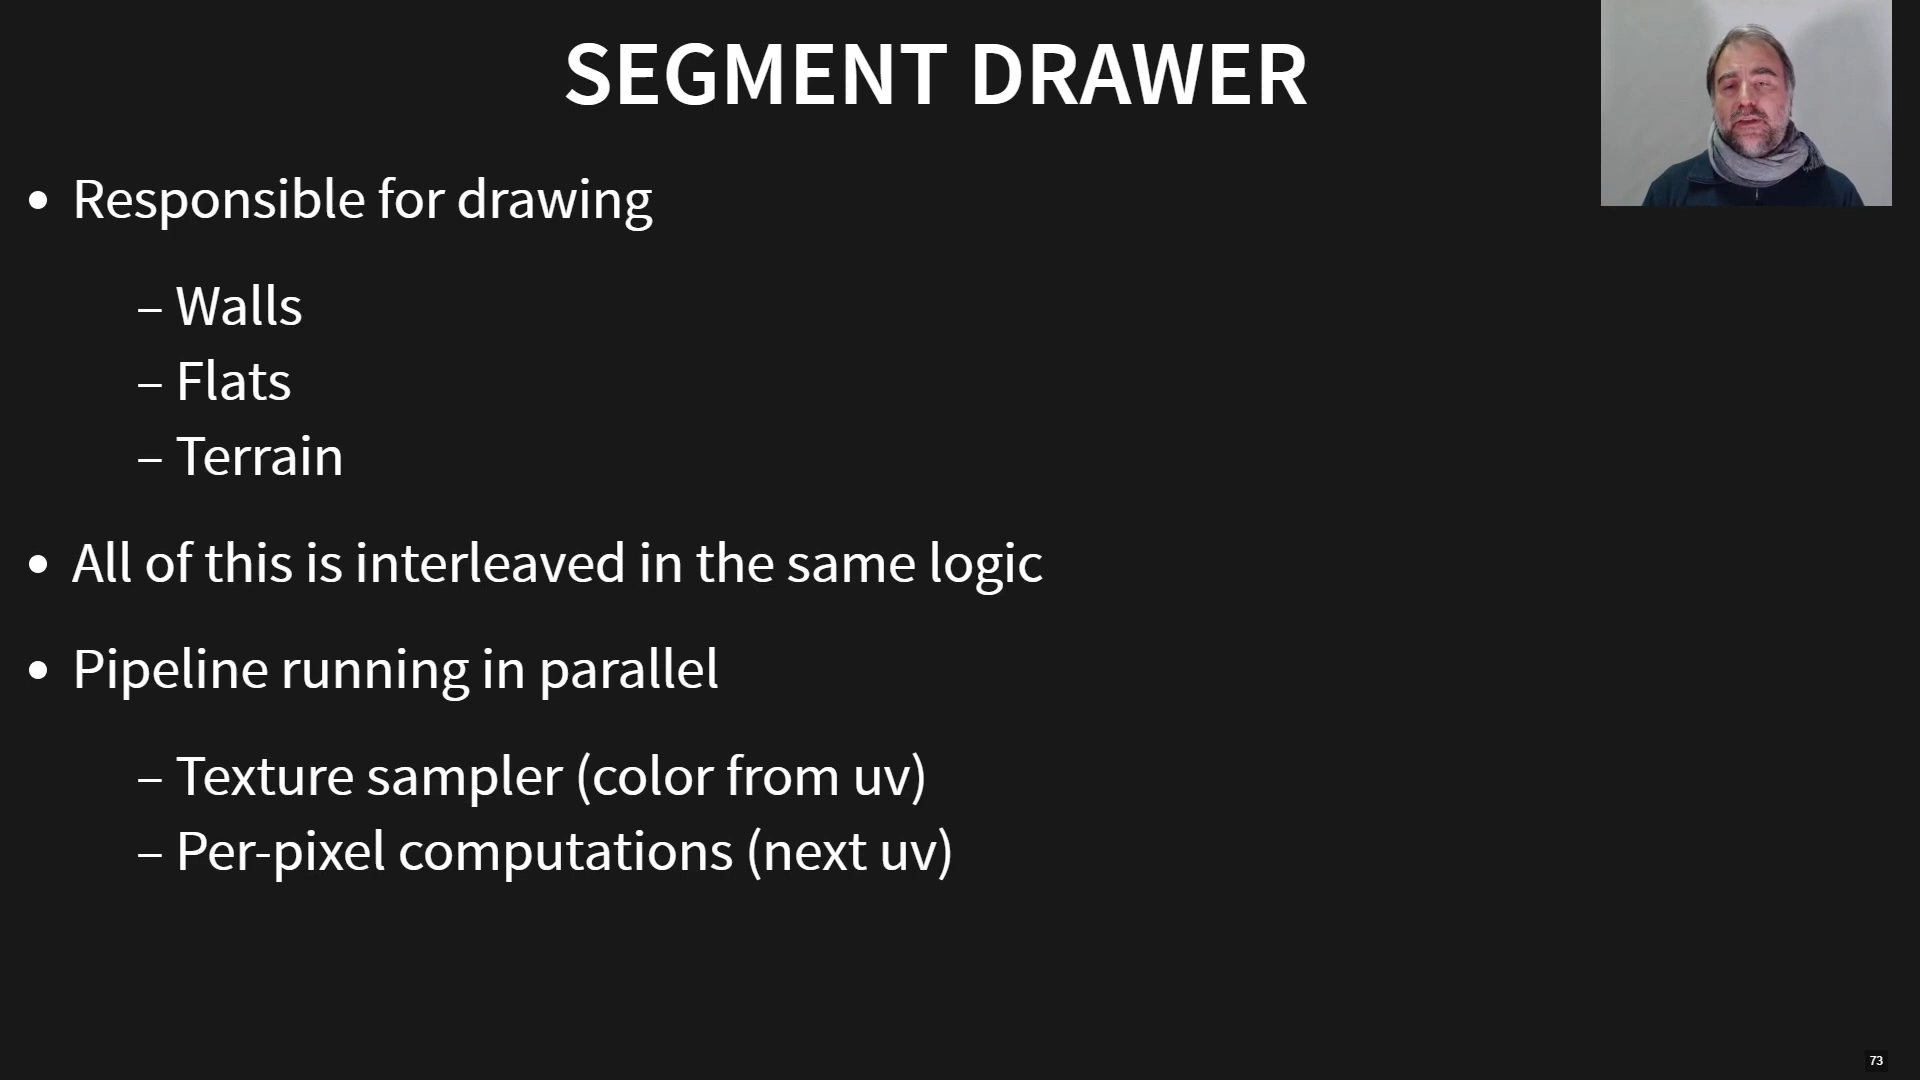 SEGMENT DRAWER
• Responsible for drawing
– Walls
– Flats
– Terrain
• All of this is interleaved in the same logic
• Pipeline running in parallel
– Texture sampler (color from uv)
– Per-pixel computations (next uv)
73